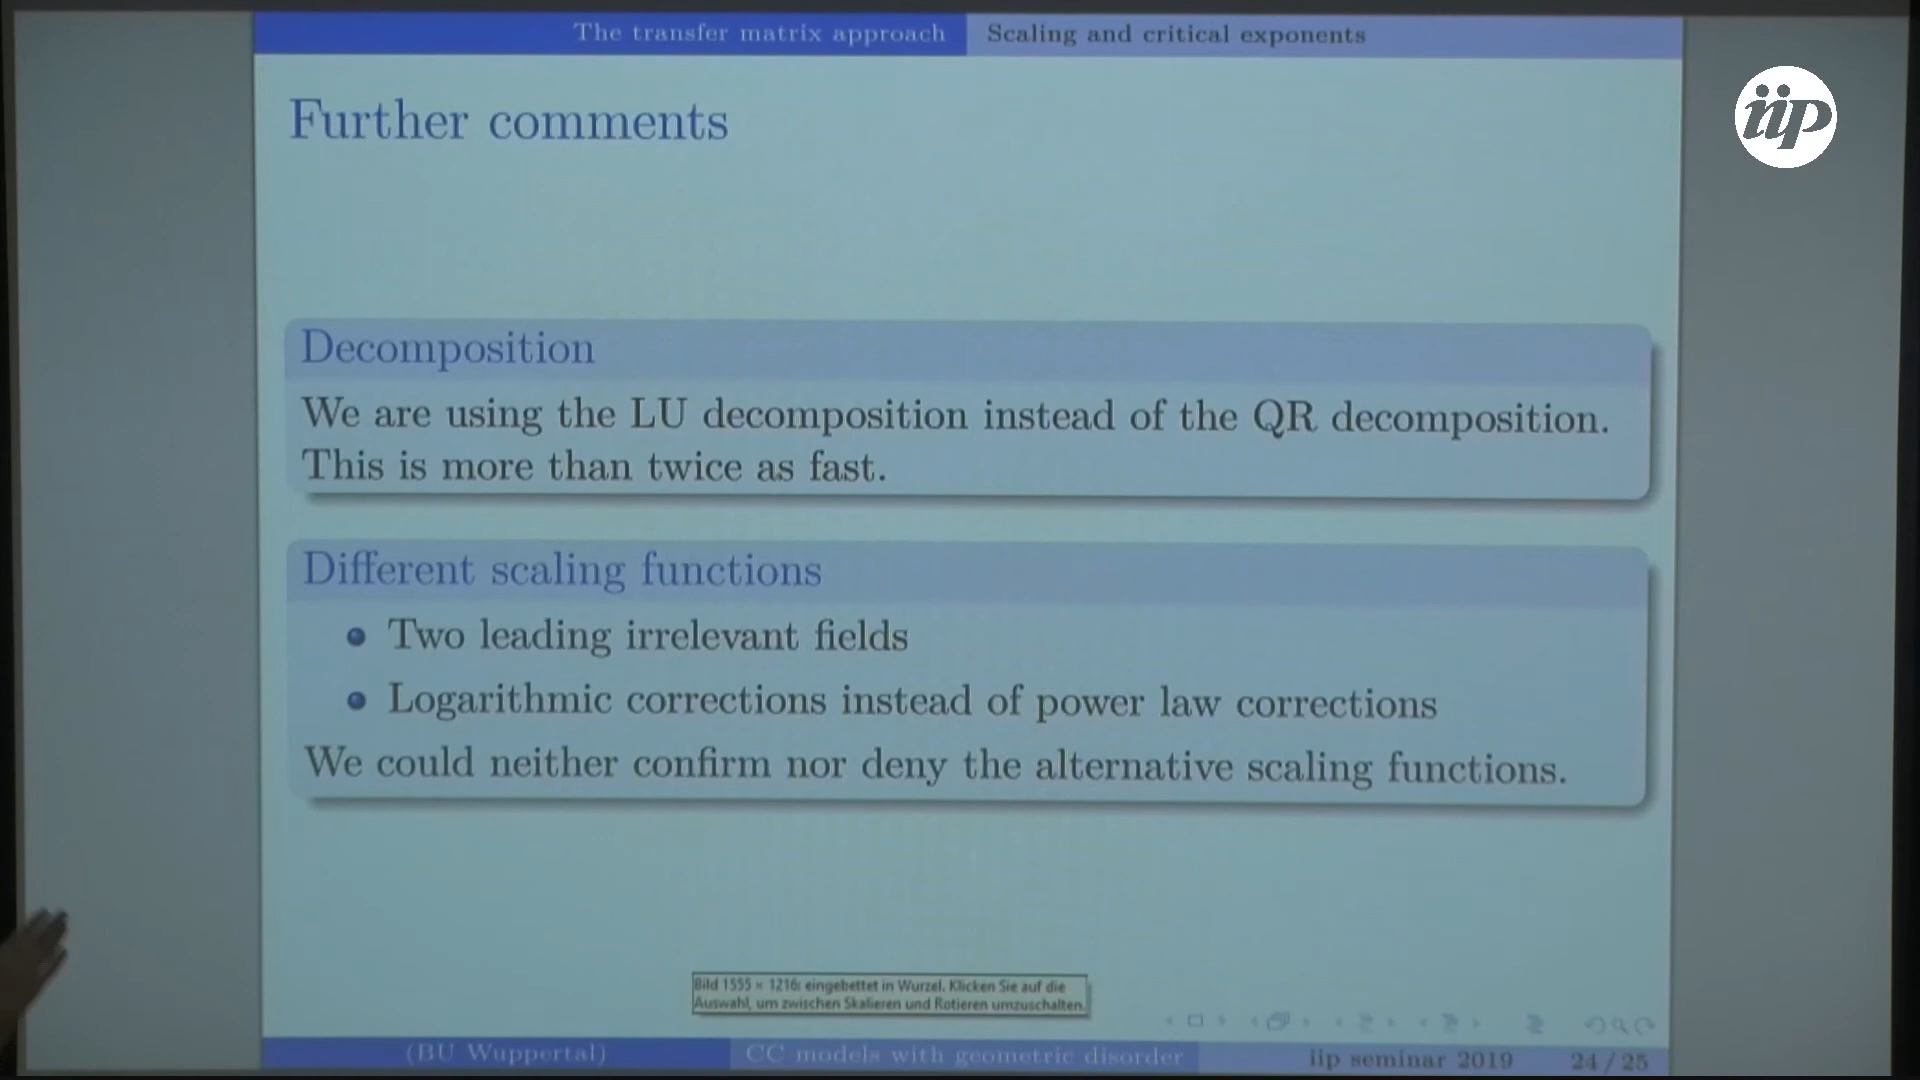 The transfer matrix approach Scaling and critical exponents
iip
Further comments
Decomposition
We are using the LU decomposition instead of the QR decomposition.
This is more than twice as fast.
Different scaling functions
Two leading irrelevant fields
Logarithmic corrections instead of power law corrections
We could neither confirm nor deny the alternative scaling functions.
Bild 1555 × 1216: eingebettet in Wurzel. Klicken Sie auf die
Auswahl, um zwischen Skalieren und Rotieren umzuschalten.
(BU Wuppertal) CC models with geometric disorder iip seminar 2019 24 / 25